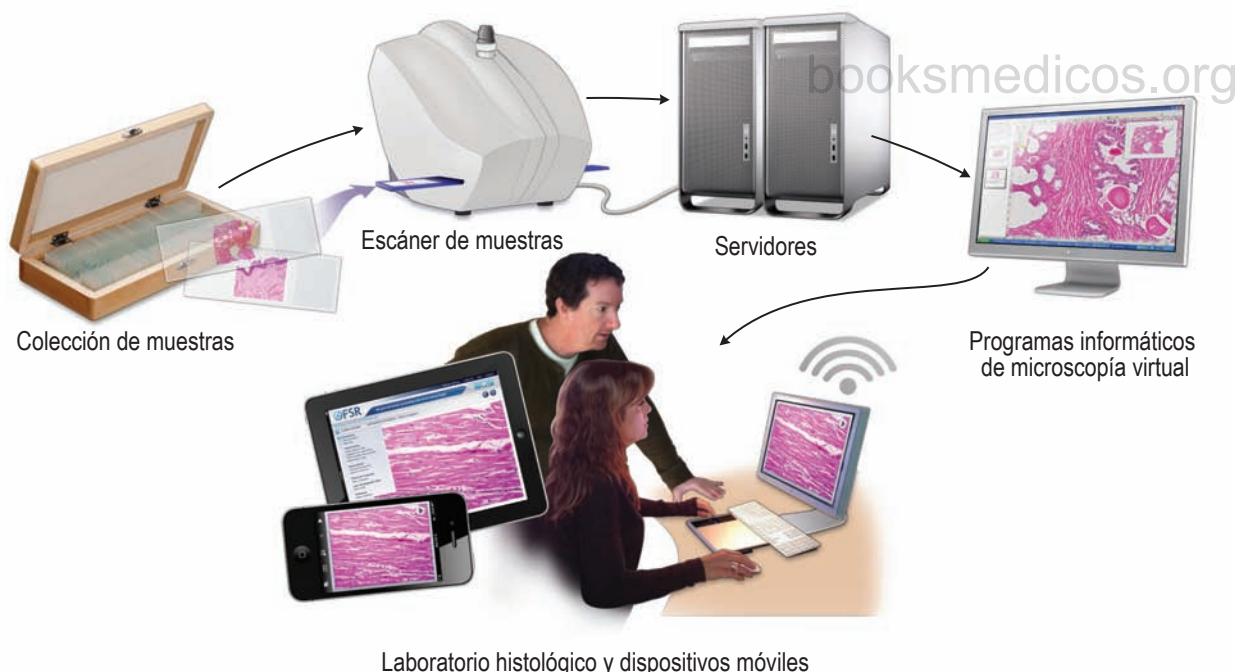 booksmedicos.org
Escáner de muestras
Servidores
Colección de muestras
Programas informáticos
de microscopía virtual
FSR
Laboratorio histológico y dispositivos móviles